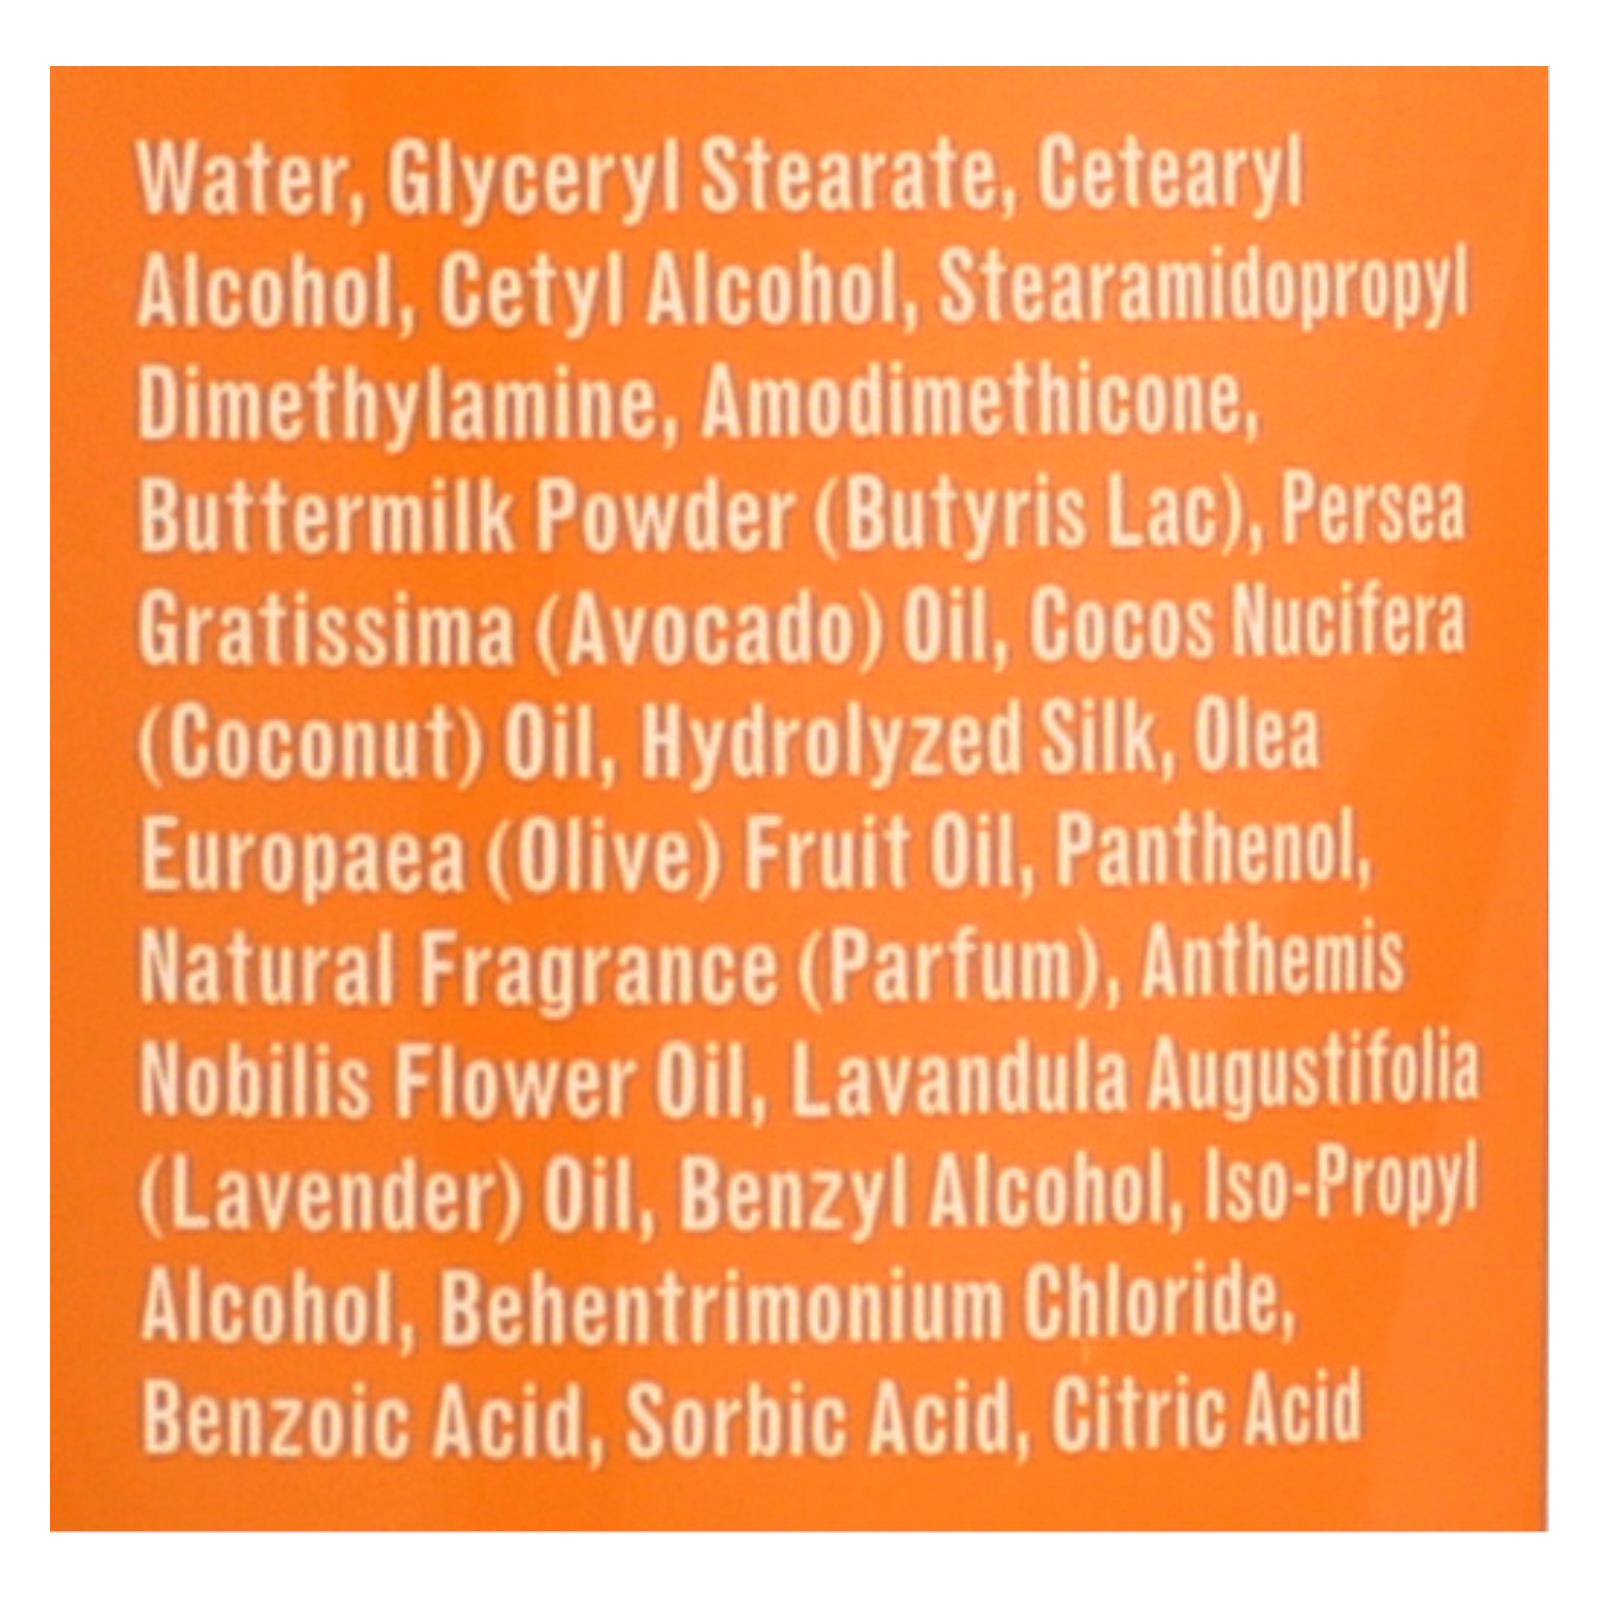 Water, Glyceryl Stearate, Cetearyl
Alcohol, Cetyl Alcohol, Stearamidopropyl
Dimethylamine, Amodimethicone,
Buttermilk Powder (Butyris Lac), Persea
Gratissima (Avocado) Oil, Cocos Nucifera
(Coconut) Oil, Hydrolyzed Silk, Olea
Europaea (Olive) Fruit Oil, Panthenol,
Natural Fragrance (Parfum), Anthemis
Nobilis Flower Oil, Lavandula Augustifolia
(Lavender) Oil, Benzyl Alcohol, Iso-Propyl
Alcohol, Behentrimonium Chloride,
Benzoic Acid, Sorbic Acid, Citric Acid